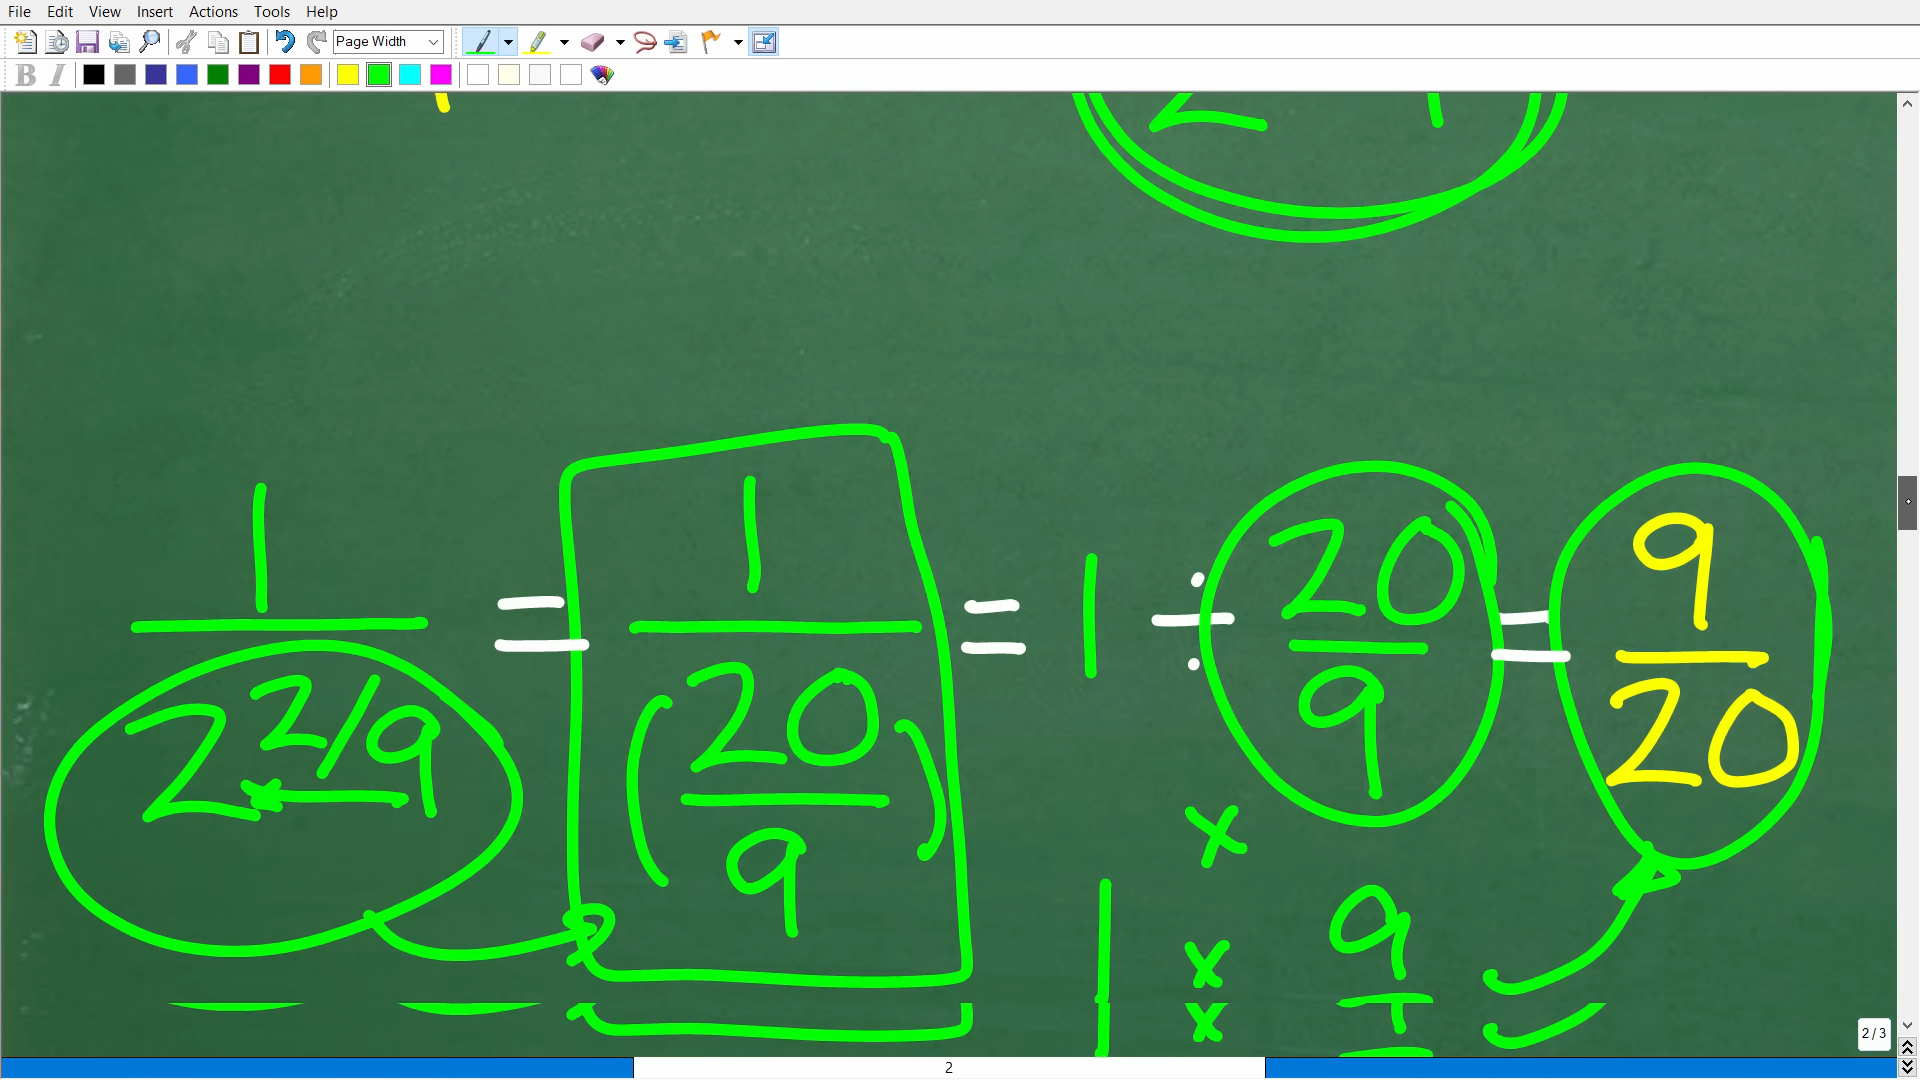 File Edit View Insert Actions Tools Help
Page Width
B I
1 / 2 2/9 = 1 / (20/9) = 1 ÷ 20/9 = 9/20
x
1 x 9
x
2 / 3
2